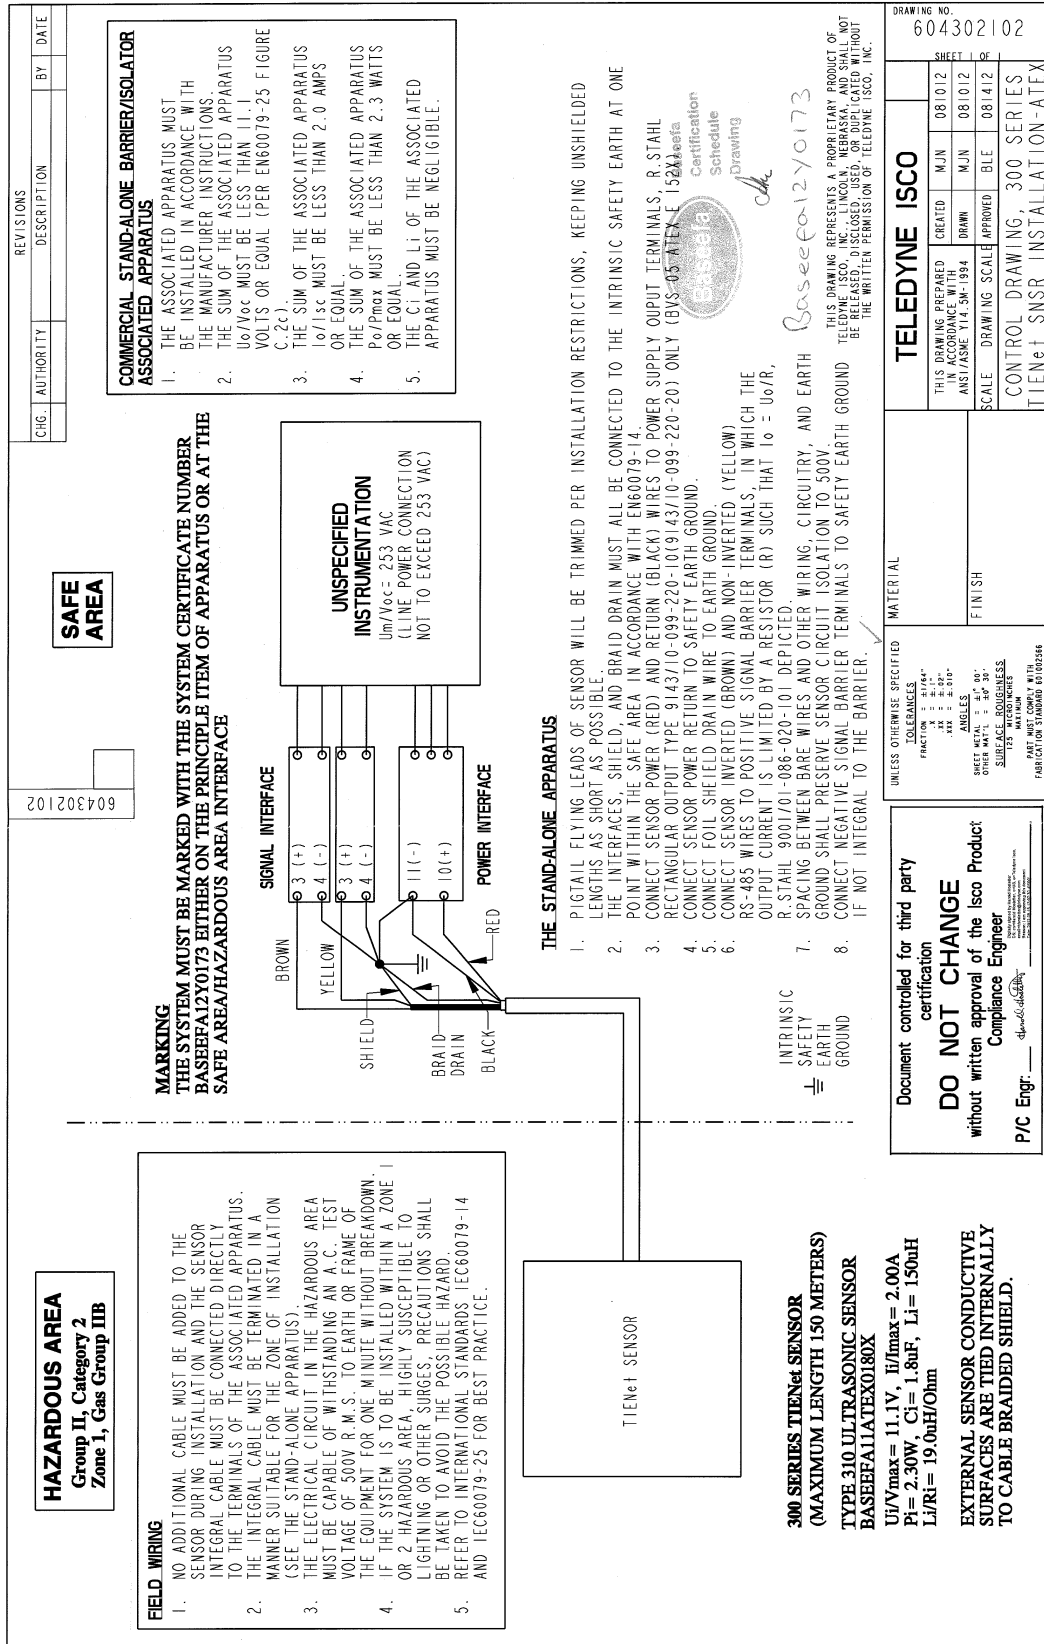 REVISIONS
CHG. AUTHORITY DESCRIPTION BY DATE
604302102
HAZARDOUS AREA
Group II, Category 2
Zone 1, Gas Group IIB
SAFE
AREA
FIELD WIRING
1. NO ADDITIONAL CABLE MUST BE ADDED TO THE
SENSOR DURING INSTALLATION AND THE SENSOR
INTEGRAL CABLE MUST BE CONNECTED DIRECTLY
TO THE TERMINALS OF THE ASSOCIATED APPARATUS.
2. THE INTEGRAL CABLE MUST BE TERMINATED IN A
MANNER SUITABLE FOR THE ZONE OF INSTALLATION
(SEE THE STAND-ALONE APPARATUS).
3. THE ELECTRICAL CIRCUIT IN THE HAZARDOUS AREA
MUST BE CAPABLE OF WITHSTANDING AN A.C. TEST
VOLTAGE OF 500V R.M.S. TO EARTH OR FRAME OF
THE EQUIPMENT FOR ONE MINUTE WITHOUT BREAKDOWN.
4. IF THE SYSTEM IS TO BE INSTALLED WITHIN A ZONE 1
OR 2 HAZARDOUS AREA, HIGHLY SUSCEPTIBLE TO
LIGHTNING OR OTHER SURGES, PRECAUTIONS SHALL
BE TAKEN TO AVOID THE POSSIBLE HAZARD.
5. REFER TO INTERNATIONAL STANDARDS IEC60079-14
AND IEC60079-25 FOR BEST PRACTICE.
MARKING
THE SYSTEM MUST BE MARKED WITH THE SYSTEM CERTIFICATE NUMBER
BASEEFA12Y0173 EITHER ON THE PRINCIPLE ITEM OF APPARATUS OR AT THE
SAFE AREA/HAZARDOUS AREA INTERFACE
COMMERCIAL STAND-ALONE BARRIER/ISOLATOR
ASSOCIATED APPARATUS
1. THE ASSOCIATED APPARATUS MUST
BE INSTALLED IN ACCORDANCE WITH
THE MANUFACTURER INSTRUCTIONS.
2. THE SUM OF THE ASSOCIATED APPARATUS
Uo/Voc MUST BE LESS THAN 11.1
VOLTS OR EQUAL (PER EN60079-25 FIGURE
C.2c).
3. THE SUM OF THE ASSOCIATED APPARATUS
Io/Isc MUST BE LESS THAN 2.0 AMPS
OR EQUAL.
4. THE SUM OF THE ASSOCIATED APPARATUS
Po/Pmax MUST BE LESS THAN 2.3 WATTS
OR EQUAL.
5. THE Ci AND Li OF THE ASSOCIATED
APPARATUS MUST BE NEGLIGIBLE.
SIGNAL INTERFACE
3 (+)
4 (-)
3 (+)
4 (-)
11(-)
10(+)
POWER INTERFACE
BROWN
YELLOW
SHIELD
BRAID
DRAIN
BLACK
RED
UNSPECIFIED
INSTRUMENTATION
Um/Voc= 253 VAC
(LINE POWER CONNECTION
NOT TO EXCEED 253 VAC)
TIENet SENSOR
INTRINSIC
SAFETY
EARTH
GROUND
THE STAND-ALONE APPARATUS
1. PIGTAIL FLYING LEADS OF SENSOR WILL BE TRIMMED PER INSTALLATION RESTRICTIONS, KEEPING UNSHIELDED
LENGTHS AS SHORT AS POSSIBLE.
2. THE INTERFACES, SHIELD, AND BRAID DRAIN MUST ALL BE CONNECTED TO THE INTRINSIC SAFETY EARTH AT ONE
POINT WITHIN THE SAFE AREA IN ACCORDANCE WITH EN60079-14.
3. CONNECT SENSOR POWER (RED) AND RETURN (BLACK) WIRES TO POWER SUPPLY OUPUT TERMINALS, R.STAHL
RECTANGULAR OUTPUT TYPE 9143/10-099-220-10(9143/10-099-220-20) ONLY (BVS 05 ATEX 152X)
4. CONNECT SENSOR POWER RETURN TO SAFETY EARTH GROUND.
5. CONNECT FOIL SHEILD DRAIN WIRE TO EARTH GROUND.
6. CONNECT SENSOR INVERTED (BROWN) AND NON-INVERTED (YELLOW)
RS-485 WIRES TO POSITIVE SIGNAL BARRIER TERMINALS, IN WHICH THE
OUTPUT CURRENT IS LIMITED BY A RESISTOR (R) SUCH THAT Io = Uo/R,
R.STAHL 9001/01-086-020-101 DEPICTED.
7. SPACING BETWEEN BARE WIRES AND OTHER WIRING, CIRCUITRY, AND EARTH
GROUND SHALL PRESERVE SENSOR CIRCUIT ISOLATION TO 500V.
8. CONNECT NEGATIVE SIGNAL BARRIER TERMINALS TO SAFETY EARTH GROUND
IF NOT INTEGRAL TO THE BARRIER.
baseefa
Baseefa
Certification
Schedule
Drawing
Baseefa12Y0173
300 SERIES TIENet SENSOR
(MAXIMUM LENGTH 150 METERS)
TYPE 310 ULTRASONIC SENSOR
BASEEFA11ATEX0180X
Ui/Vmax= 11.1V, Ii/Imax= 2.00A
Pi= 2.30W, Ci= 1.8uF, Li= 150uH
Li/Ri= 19.0uH/Ohm
EXTERNAL SENSOR CONDUCTIVE
SURFACES ARE TIED INTERNALLY
TO CABLE BRAIDED SHIELD.
Document controlled for third party
certification
DO NOT CHANGE
without written approval of the Isco Product
Compliance Engineer
P/C Engr:
UNLESS OTHERWISE SPECIFIED
TOLERANCES
FRACTION = ±1/64"
.X = ±.1"
.XX = ±.02"
.XXX = ±.010"
ANGLES
SHEET METAL = ±1° 00'
OTHER MAT'L = ±0° 30'
SURFACE ROUGHNESS
125 MICROINCHES
MAXIMUM
PART MUST COMPLY WITH
FABRICATION STANDARD 601002566
MATERIAL
FINISH
THIS DRAWING REPRESENTS A PROPRIETARY PRODUCT OF
TELEDYNE ISCO, INC., LINCOLN, NEBRASKA, AND SHALL NOT
BE RELEASED, DISCLOSED, USED, OR DUPLICATED WITHOUT
THE WRITTEN PERMISSION OF TELEDYNE ISCO, INC.
TELEDYNE ISCO
THIS DRAWING PREPARED
IN ACCORDANCE WITH
ANSI/ASME Y14.5M-1994
CREATED MJN 081012
DRAWN MJN 081012
SCALE DRAWING SCALE APPROVED BLE 081412
CONTROL DRAWING, 300 SERIES
TIENet SNSR INSTALLATION-ATEX
DRAWING NO.
604302102
SHEET 1 OF 1